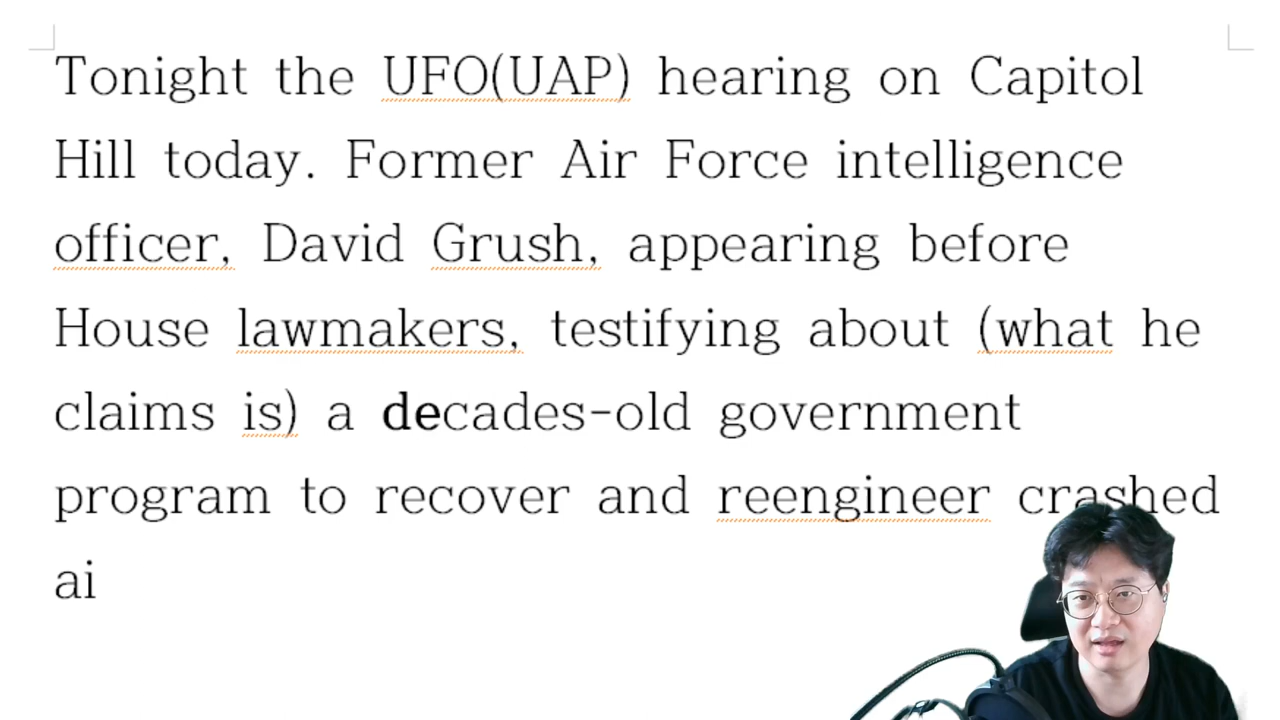 Tonight the UFO(UAP) hearing on Capitol
Hill today. Former Air Force intelligence
officer, David Grush, appearing before
House lawmakers, testifying about (what he
claims is) a decades-old government
program to recover and reengineer crashed
ai